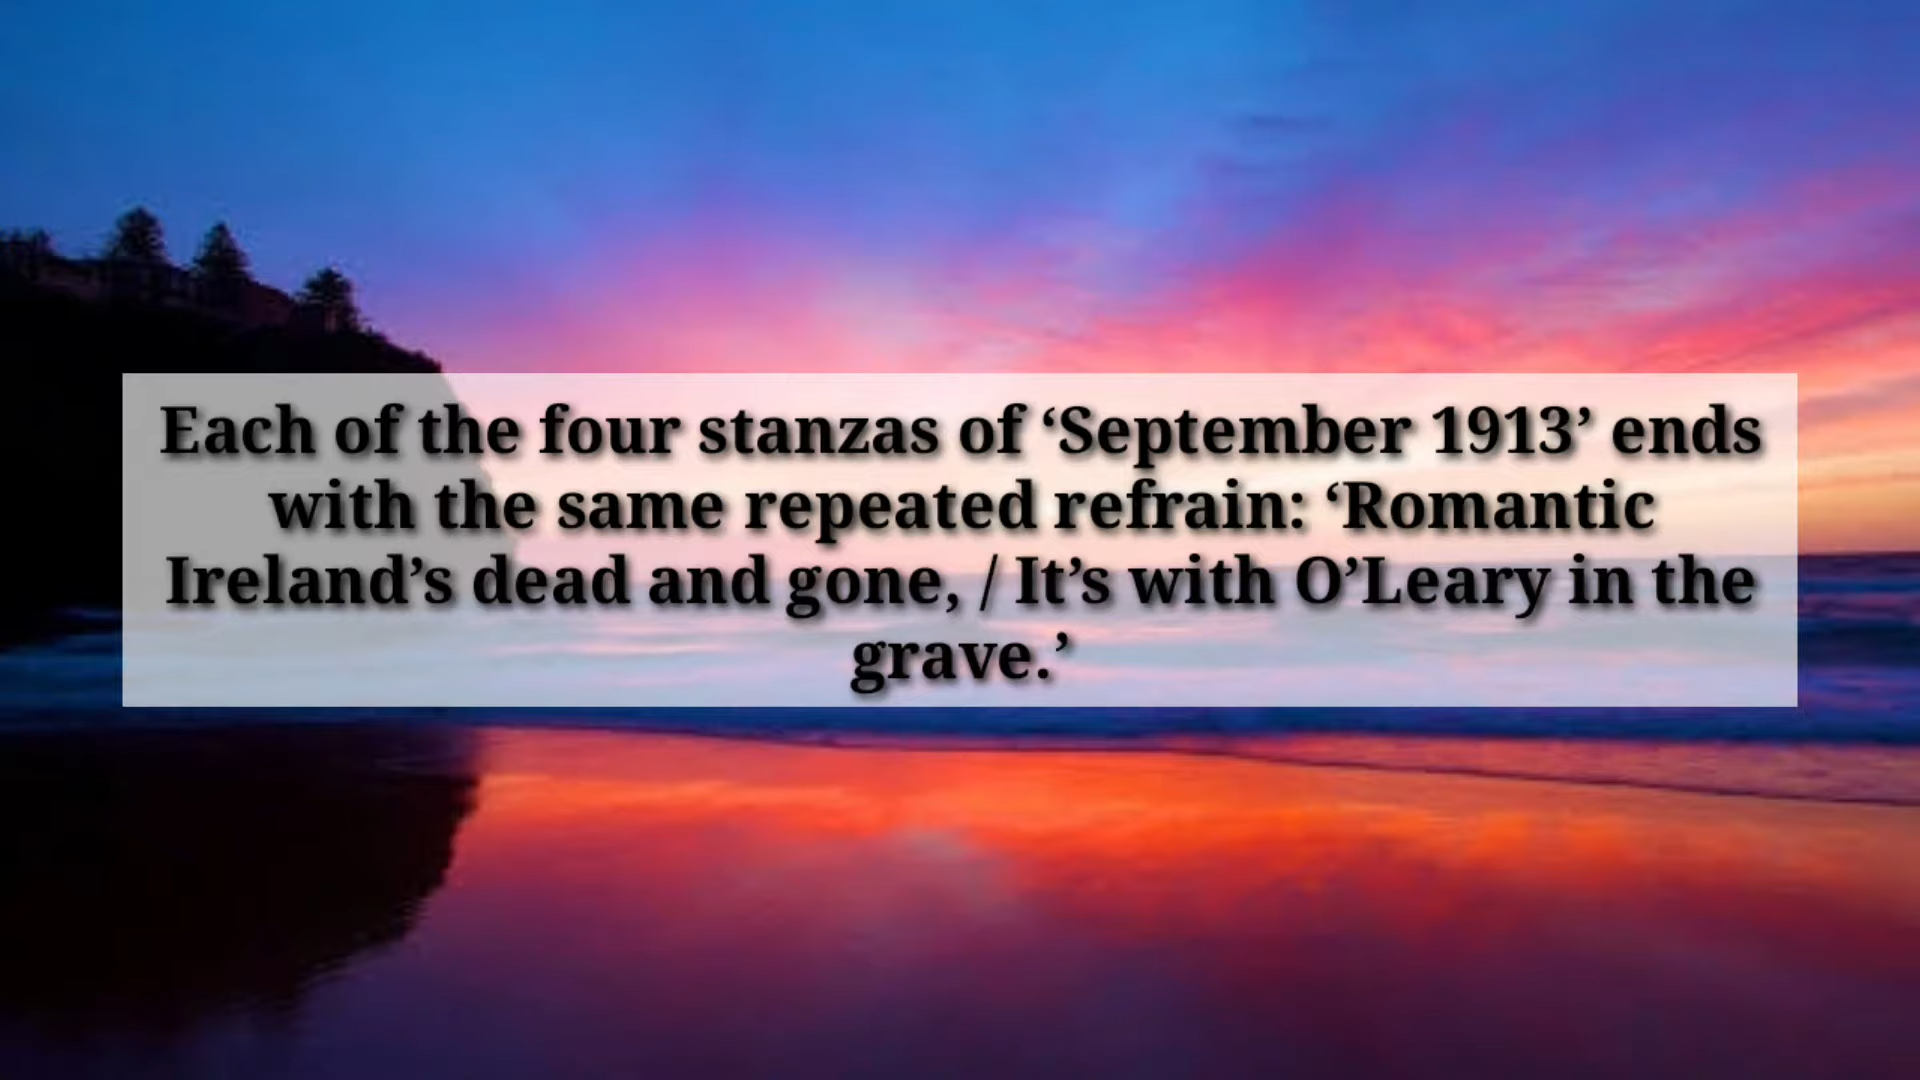 Each of the four stanzas of ‘September 1913’ ends
with the same repeated refrain: ‘Romantic
Ireland’s dead and gone, / It’s with O’Leary in the
grave.’